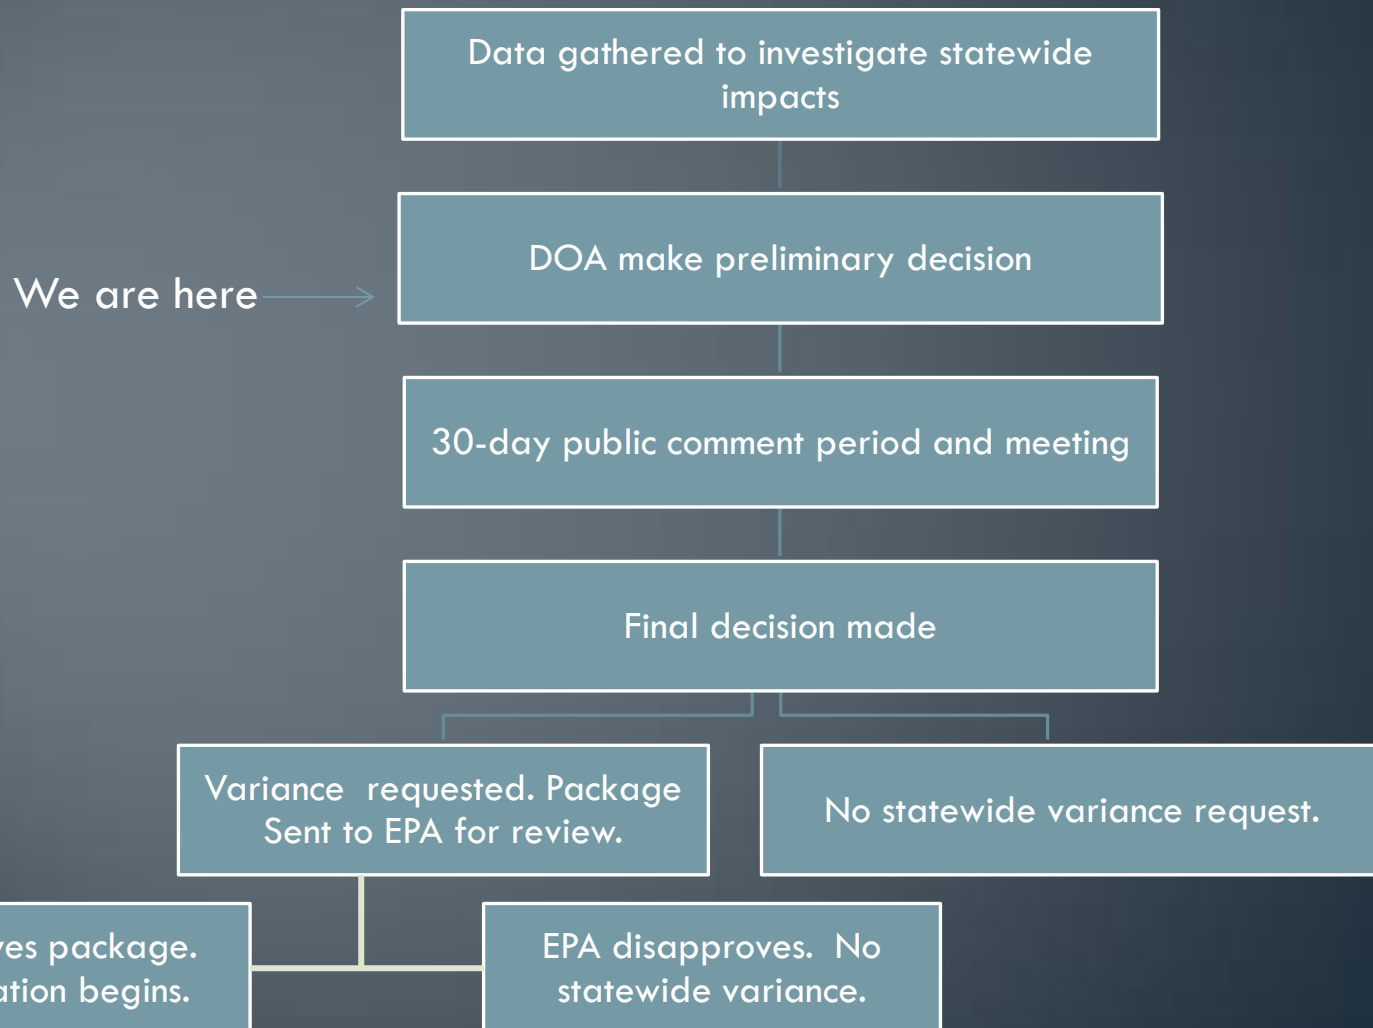 Data gathered to investigate statewide
impacts
DOA make preliminary decision
We are here
30-day public comment period and meeting
Final decision made
Variance requested. Package
Sent to EPA for review.
No statewide variance request.
package.
begins.
EPA disapproves. No
statewide variance.